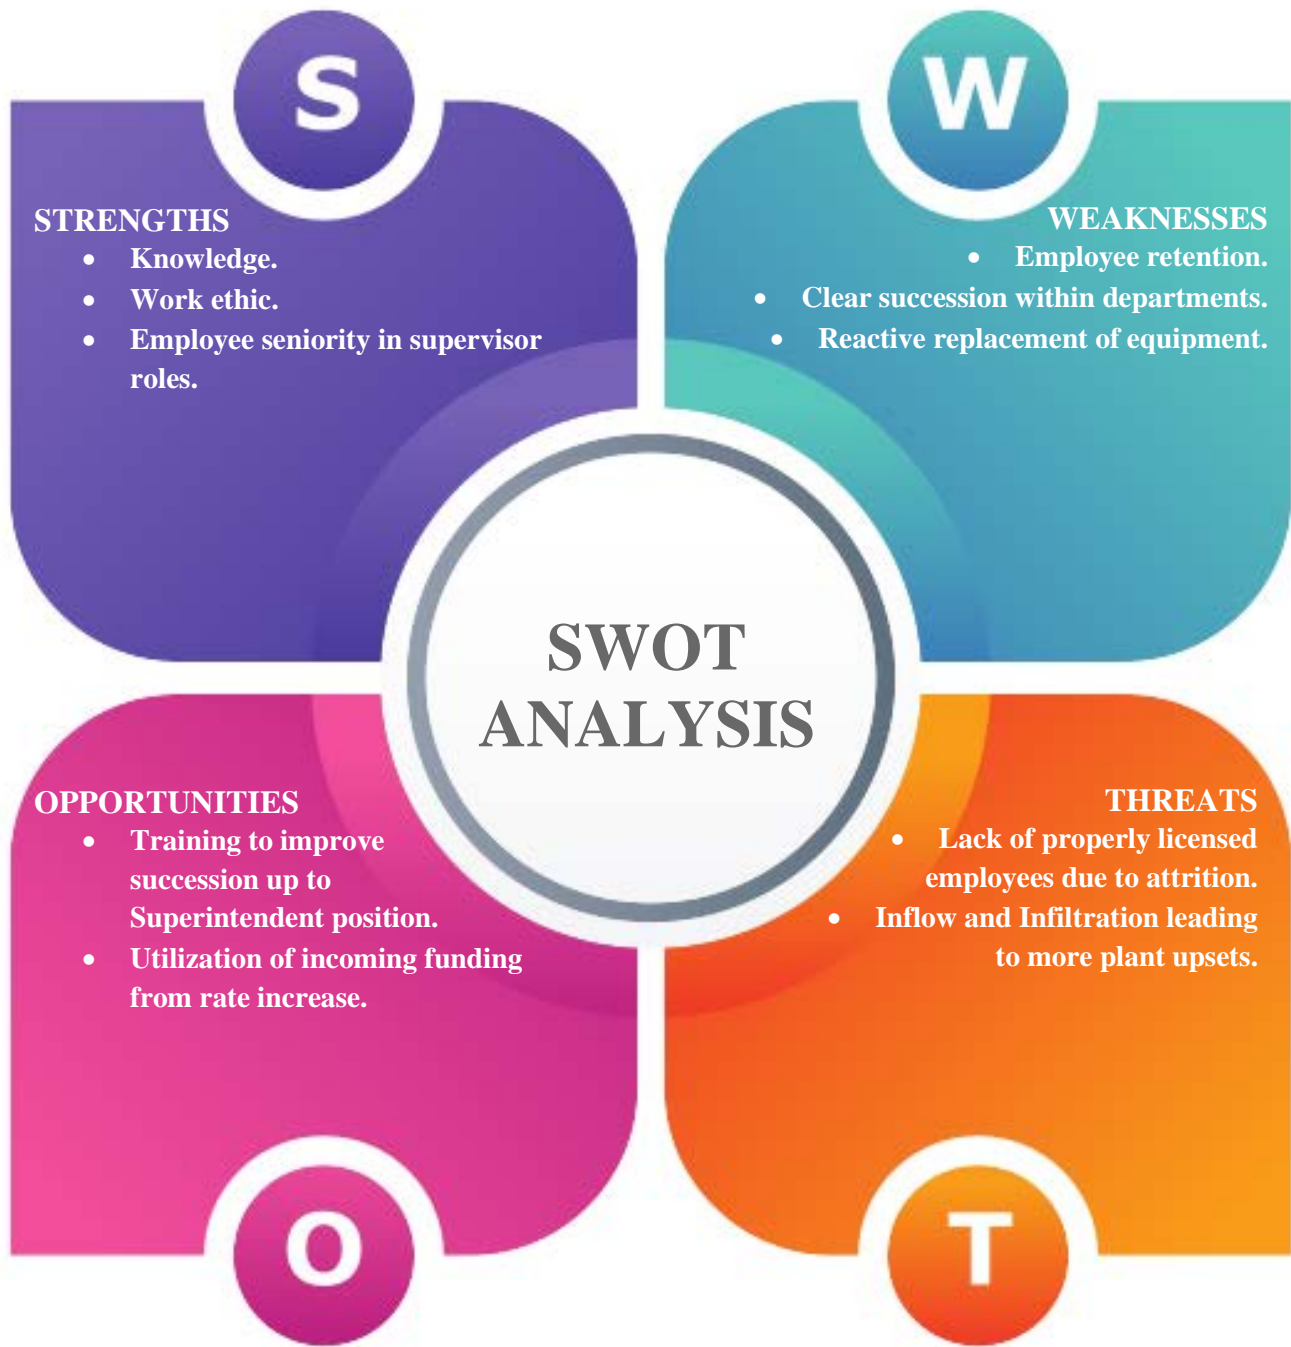 S
STRENGTHS
• Knowledge.
• Work ethic.
• Employee seniority in supervisor
roles.
W
WEAKNESSES
• Employee retention.
• Clear succession within departments.
• Reactive replacement of equipment.
SWOT
ANALYSIS
OPPORTUNITIES
• Training to improve
succession up to
Superintendent position.
• Utilization of incoming funding
from rate increase.
O
THREATS
• Lack of properly licensed
employees due to attrition.
• Inflow and Infiltration leading
to more plant upsets.
T